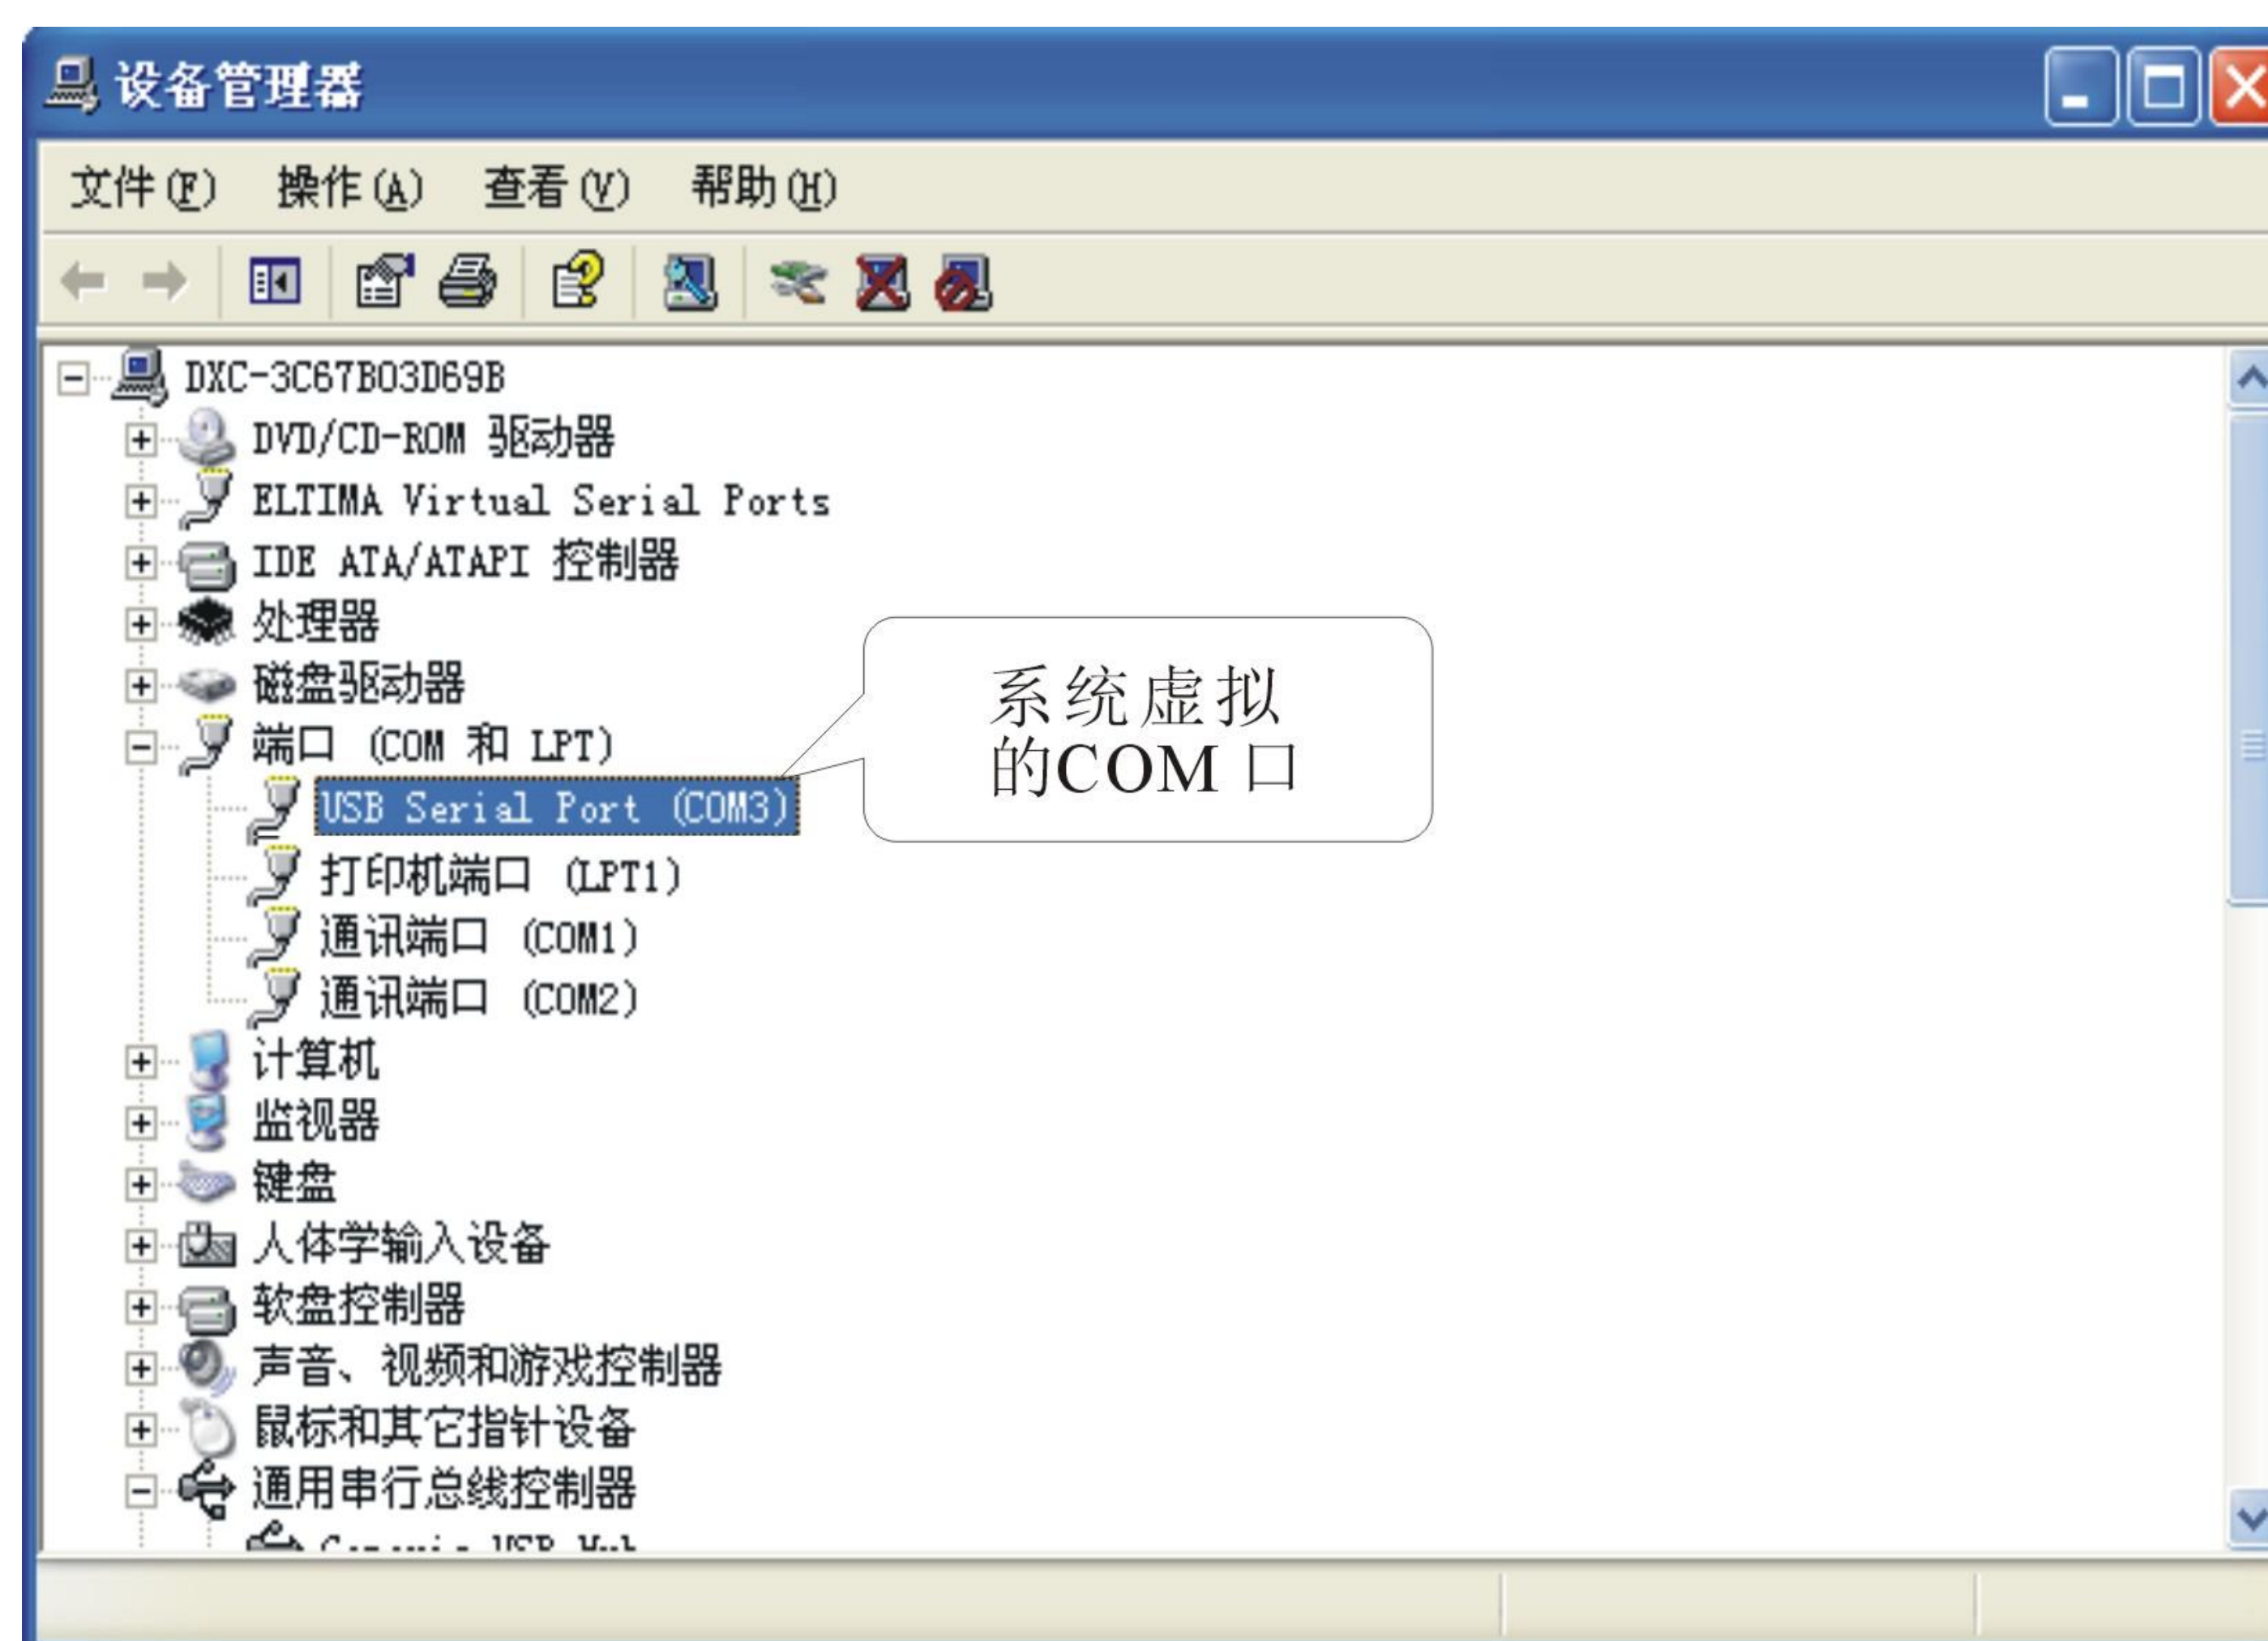 设备管理器
文件(F) 操作(A) 查看(V) 帮助(H)
DXC-3C67B03D69B
DVD/CD-ROM 驱动器
ELTIMA Virtual Serial Ports
IDE ATA/ATAPI 控制器
处理器
磁盘驱动器
端口 (COM 和 LPT)
USB Serial Port (COM3)
打印机端口 (LPT1)
通讯端口 (COM1)
通讯端口 (COM2)
系统虚拟
的COM 口
计算机
监视器
键盘
人体学输入设备
软盘控制器
声音、视频和游戏控制器
鼠标和其它指针设备
通用串行总线控制器
Generic USB Hub